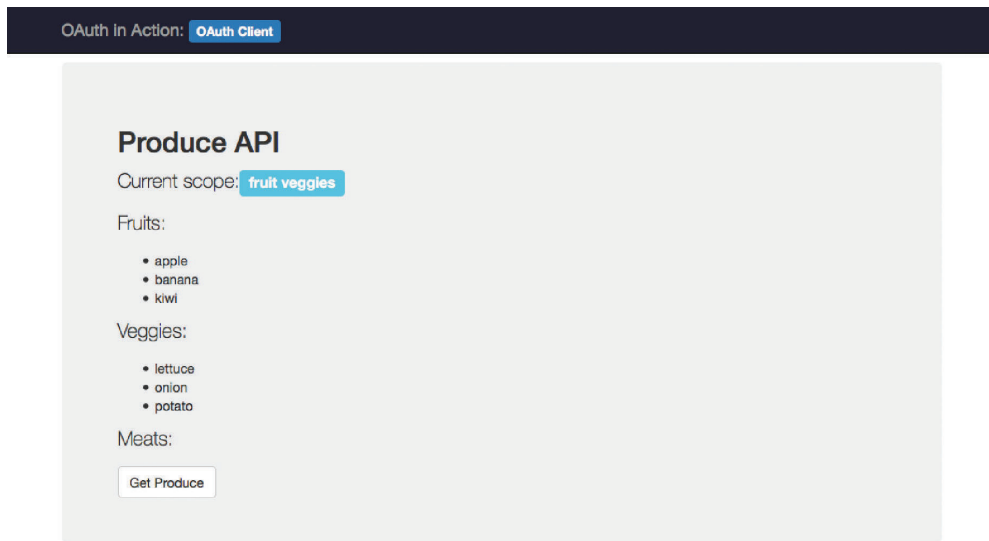 OAuth in Action: OAuth Client
Produce API
Current scope: fruit veggies
Fruits:
• apple
• banana
• kiwi
Veggies:
• lettuce
• onion
• potato
Meats:
Get Produce